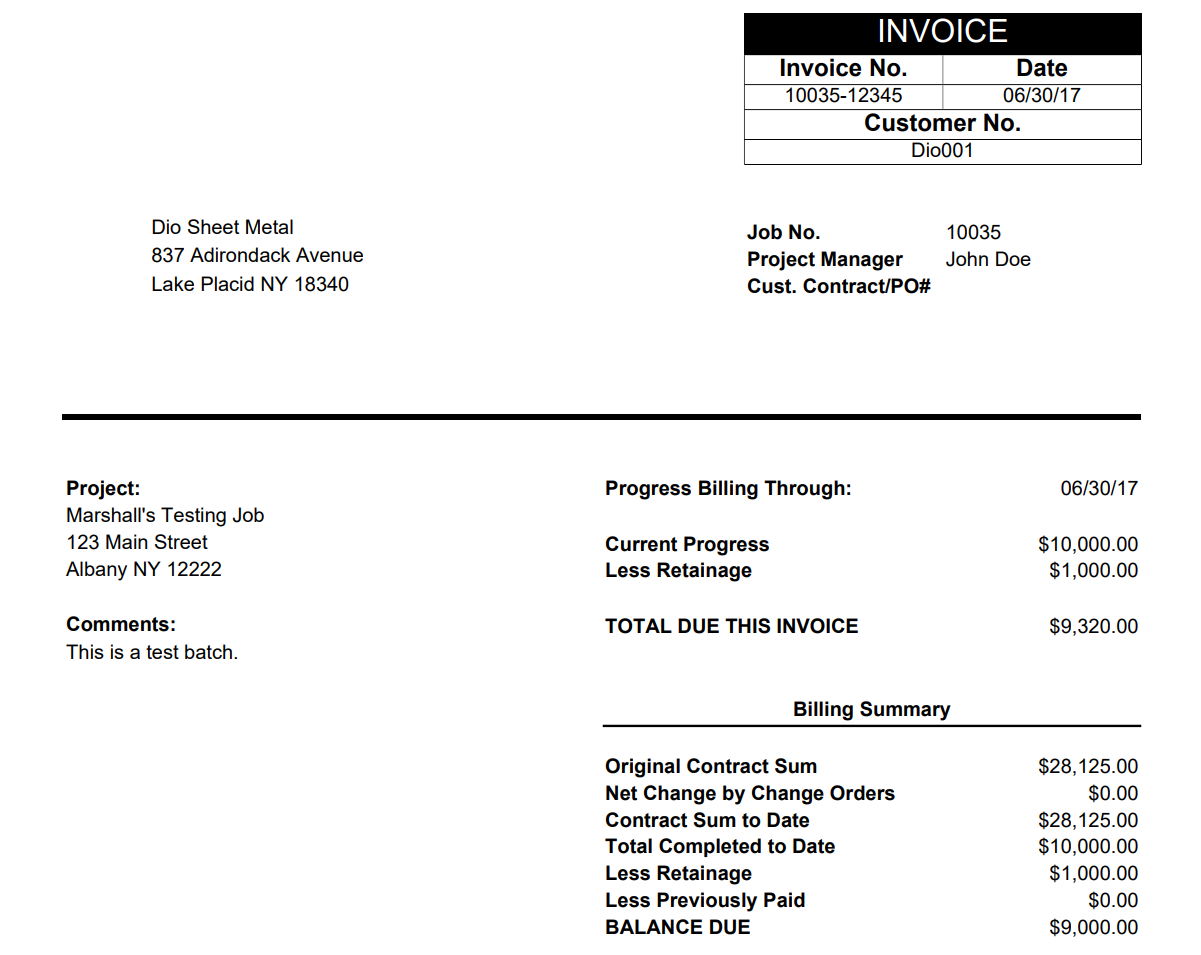 INVOICE
Invoice No. Date
10035-12345 06/30/17
Customer No.
Dio001
Dio Sheet Metal
837 Adirondack Avenue
Lake Placid NY 18340
Job No. 10035
Project Manager John Doe
Cust. Contract/PO#
Project:
Marshall's Testing Job
123 Main Street
Albany NY 12222
Comments:
This is a test batch.
Progress Billing Through: 06/30/17
Current Progress $10,000.00
Less Retainage $1,000.00
TOTAL DUE THIS INVOICE $9,320.00
Billing Summary
Original Contract Sum $28,125.00
Net Change by Change Orders $0.00
Contract Sum to Date $28,125.00
Total Completed to Date $10,000.00
Less Retainage $1,000.00
Less Previously Paid $0.00
BALANCE DUE $9,000.00